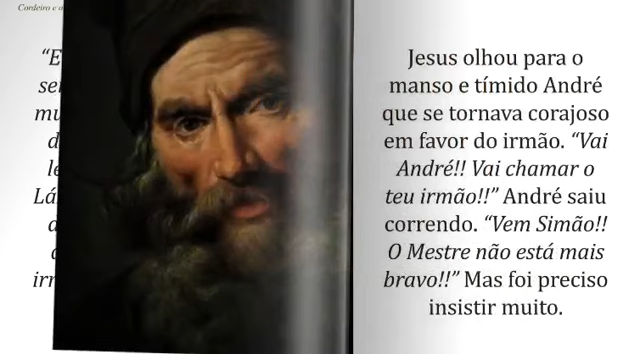 Cordeiro e a
“E
Jesus olhou para o
manso e tímido André
que se tornava corajoso
em favor do irmão. “Vai
André!! Vai chamar o
teu irmão!!” André saiu
correndo. “Vem Simão!!
O Mestre não está mais
bravo!!” Mas foi preciso
insistir muito.